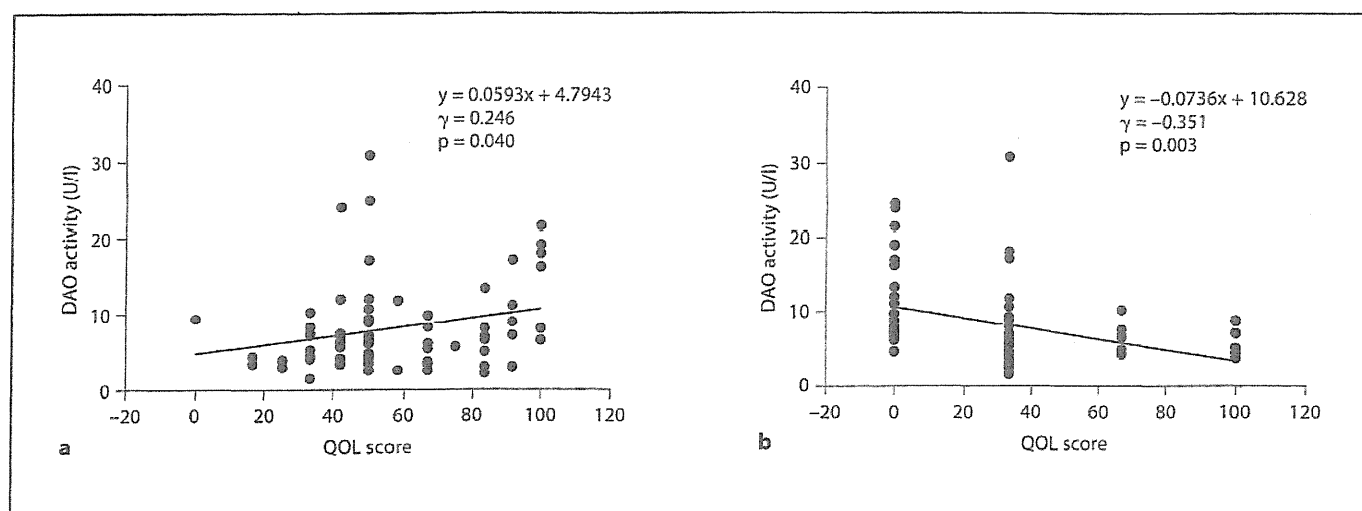 y = 0.0593x + 4.7943
γ = 0.246
p = 0.040
40
30
20
10
0
–20
0
20
40
60
80
100
120
DAO activity (U/l)
QOL score
a
y = –0.0736x + 10.628
γ = –0.351
p = 0.003
40
30
20
10
0
–20
0
20
40
60
80
100
120
DAO activity (U/l)
QOL score
b